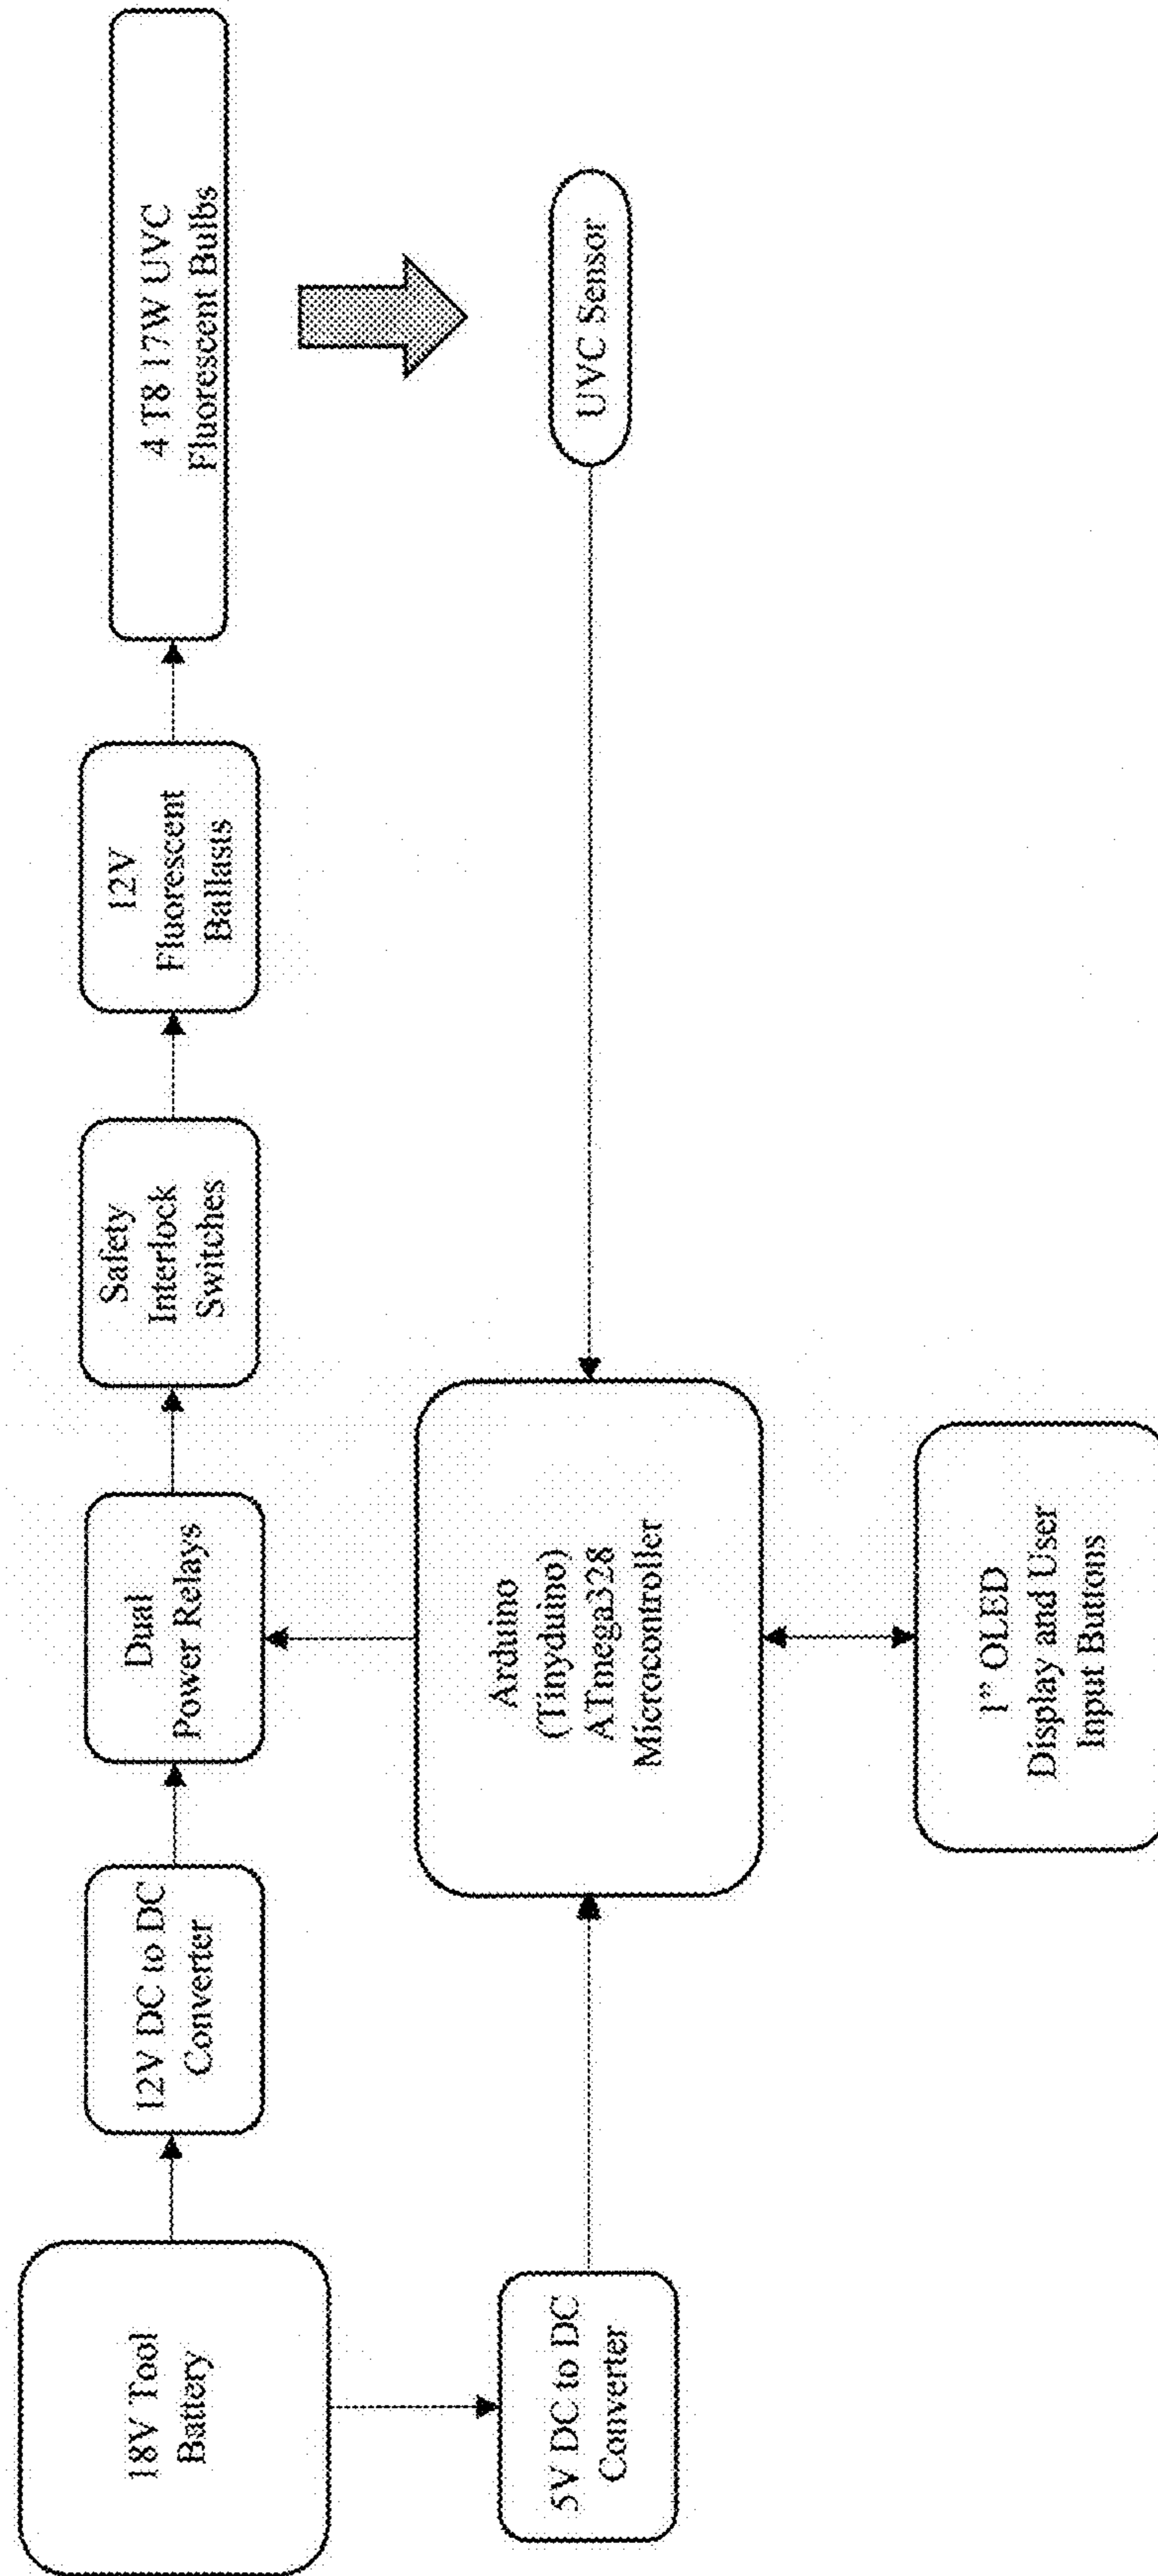 18V Tool
Battery
12V DC to DC
Converter
Dual
Power Relays
Safety
Interlock
Switches
12V
Fluorescent
Ballasts
4 T8 17W UVC
Fluorescent Bulbs
5V DC to DC
Converter
Arduino
(Tinyduino)
ATmega328
Microcontroller
UVC Sensor
1” OLED
Display and User
Input Buttons